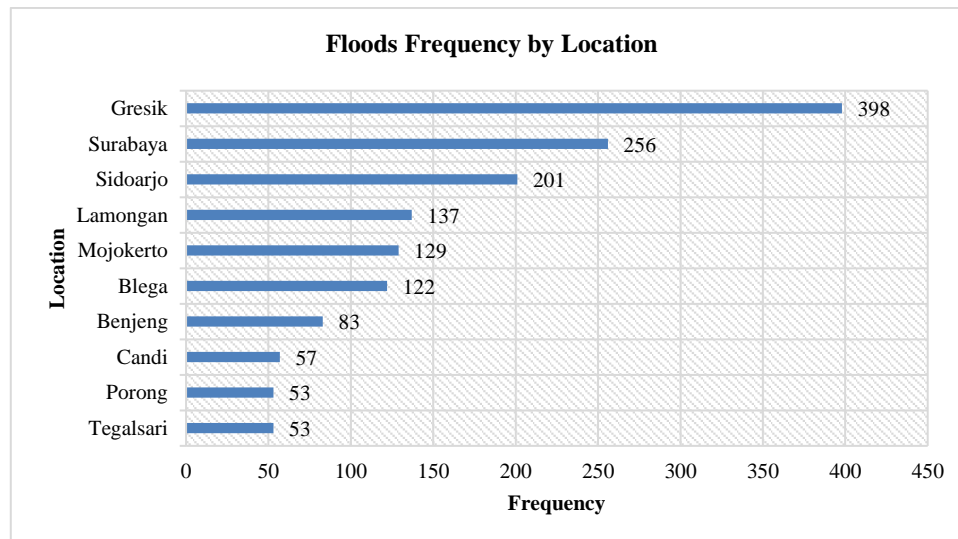 Floods Frequency by Location
Location
Gresik 398
Surabaya 256
Sidoarjo 201
Lamongan 137
Mojokerto 129
Blega 122
Benjeng 83
Candi 57
Porong 53
Tegalsari 53
0 50 100 150 200 250 300 350 400 450
Frequency